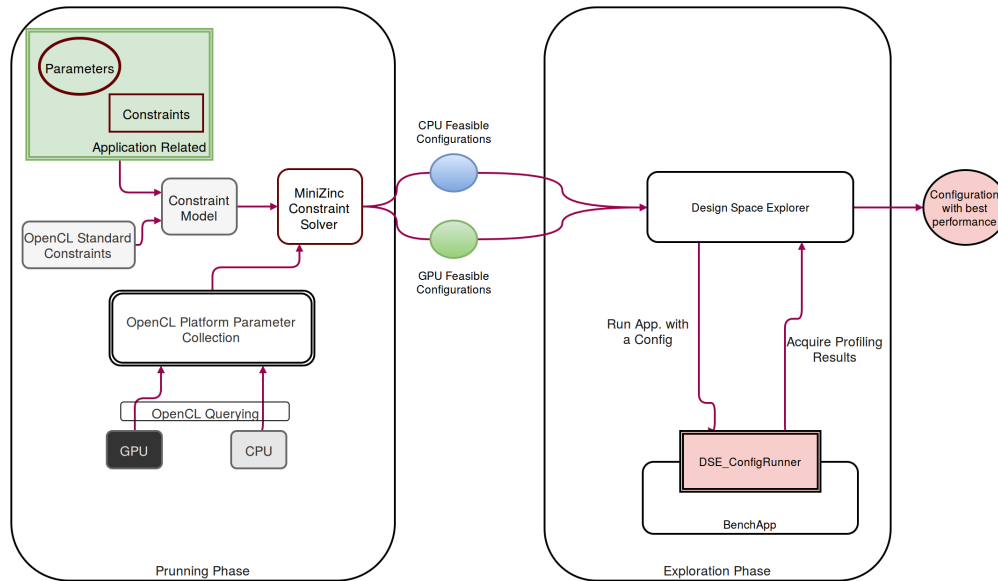 Parameters
Constraints
Application Related
Constraint
Model
OpenCL Standard
Constraints
MiniZinc
Constraint
Solver
OpenCL Platform Parameter
Collection
OpenCL Querying
GPU
CPU
Prunning Phase
CPU Feasible
Configurations
GPU Feasible
Configurations
Design Space Explorer
Run App. with
a Config
Acquire Profiling
Results
DSE_ConfigRunner
BenchApp
Exploration Phase
Configuration
with best
performance